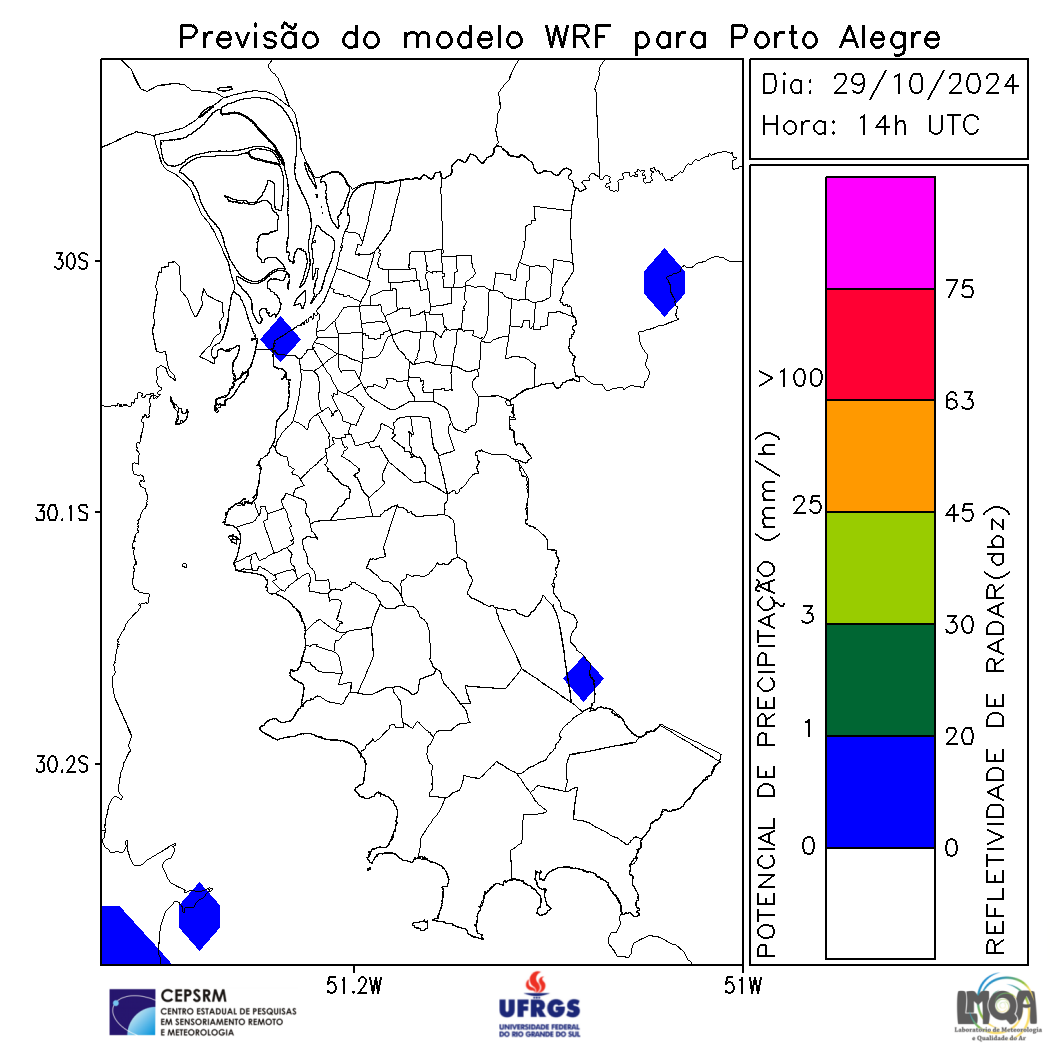 Previsão do modelo WRF para Porto Alegre
Dia: 29/10/2024
Hora: 14h UTC
30S
30.1S
30.2S
51.2W
51W
POTENCIAL DE PRECIPITAÇÃO (mm/h)
>100
25
3
1
0
75
63
45
30
20
0
REFLETIVIDADE DE RADAR(dbz)
CEPSRM
CENTRO ESTADUAL DE PESQUISAS
EM SENSORIAMENTO REMOTO
E METEOROLOGIA
UFRGS
UNIVERSIDADE FEDERAL
DO RIO GRANDE DO SUL
LMQA
Laboratório de Meteorologia
e Qualidade do Ar